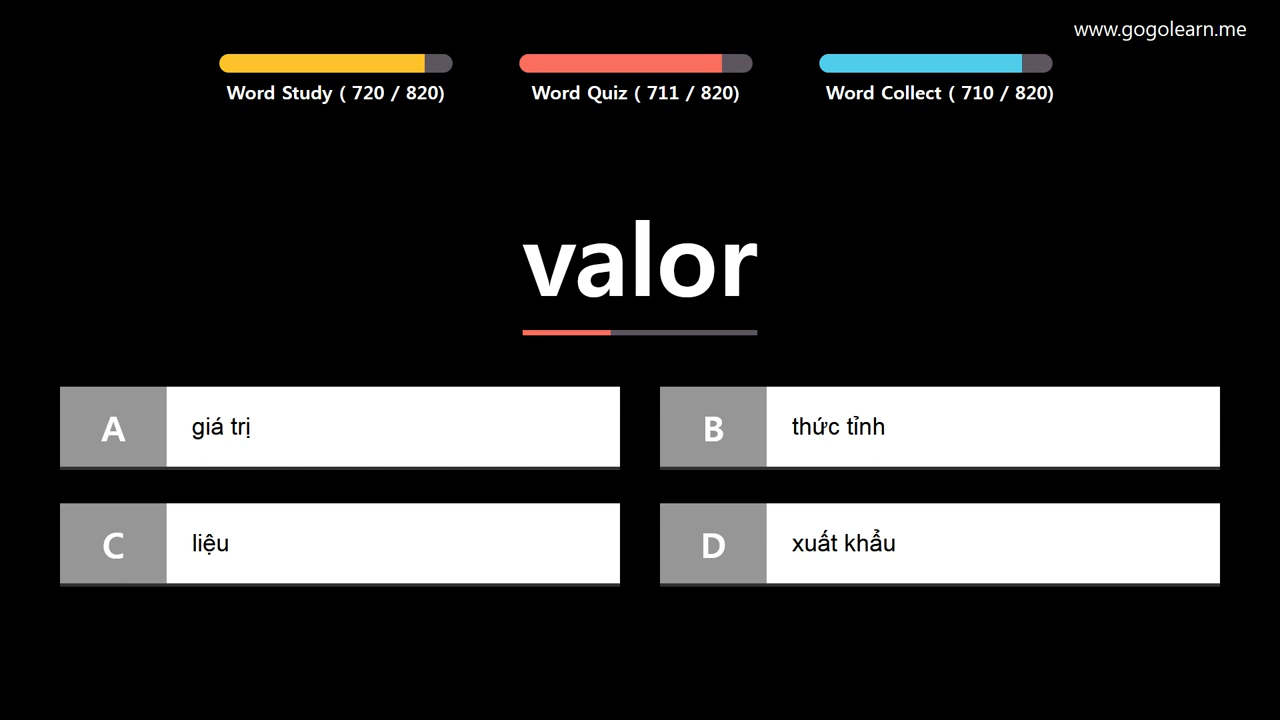 www.gogolearn.me
Word Study ( 720 / 820)
Word Quiz ( 711 / 820)
Word Collect ( 710 / 820)
valor
A giá trị
B thức tỉnh
C liệu
D xuất khẩu